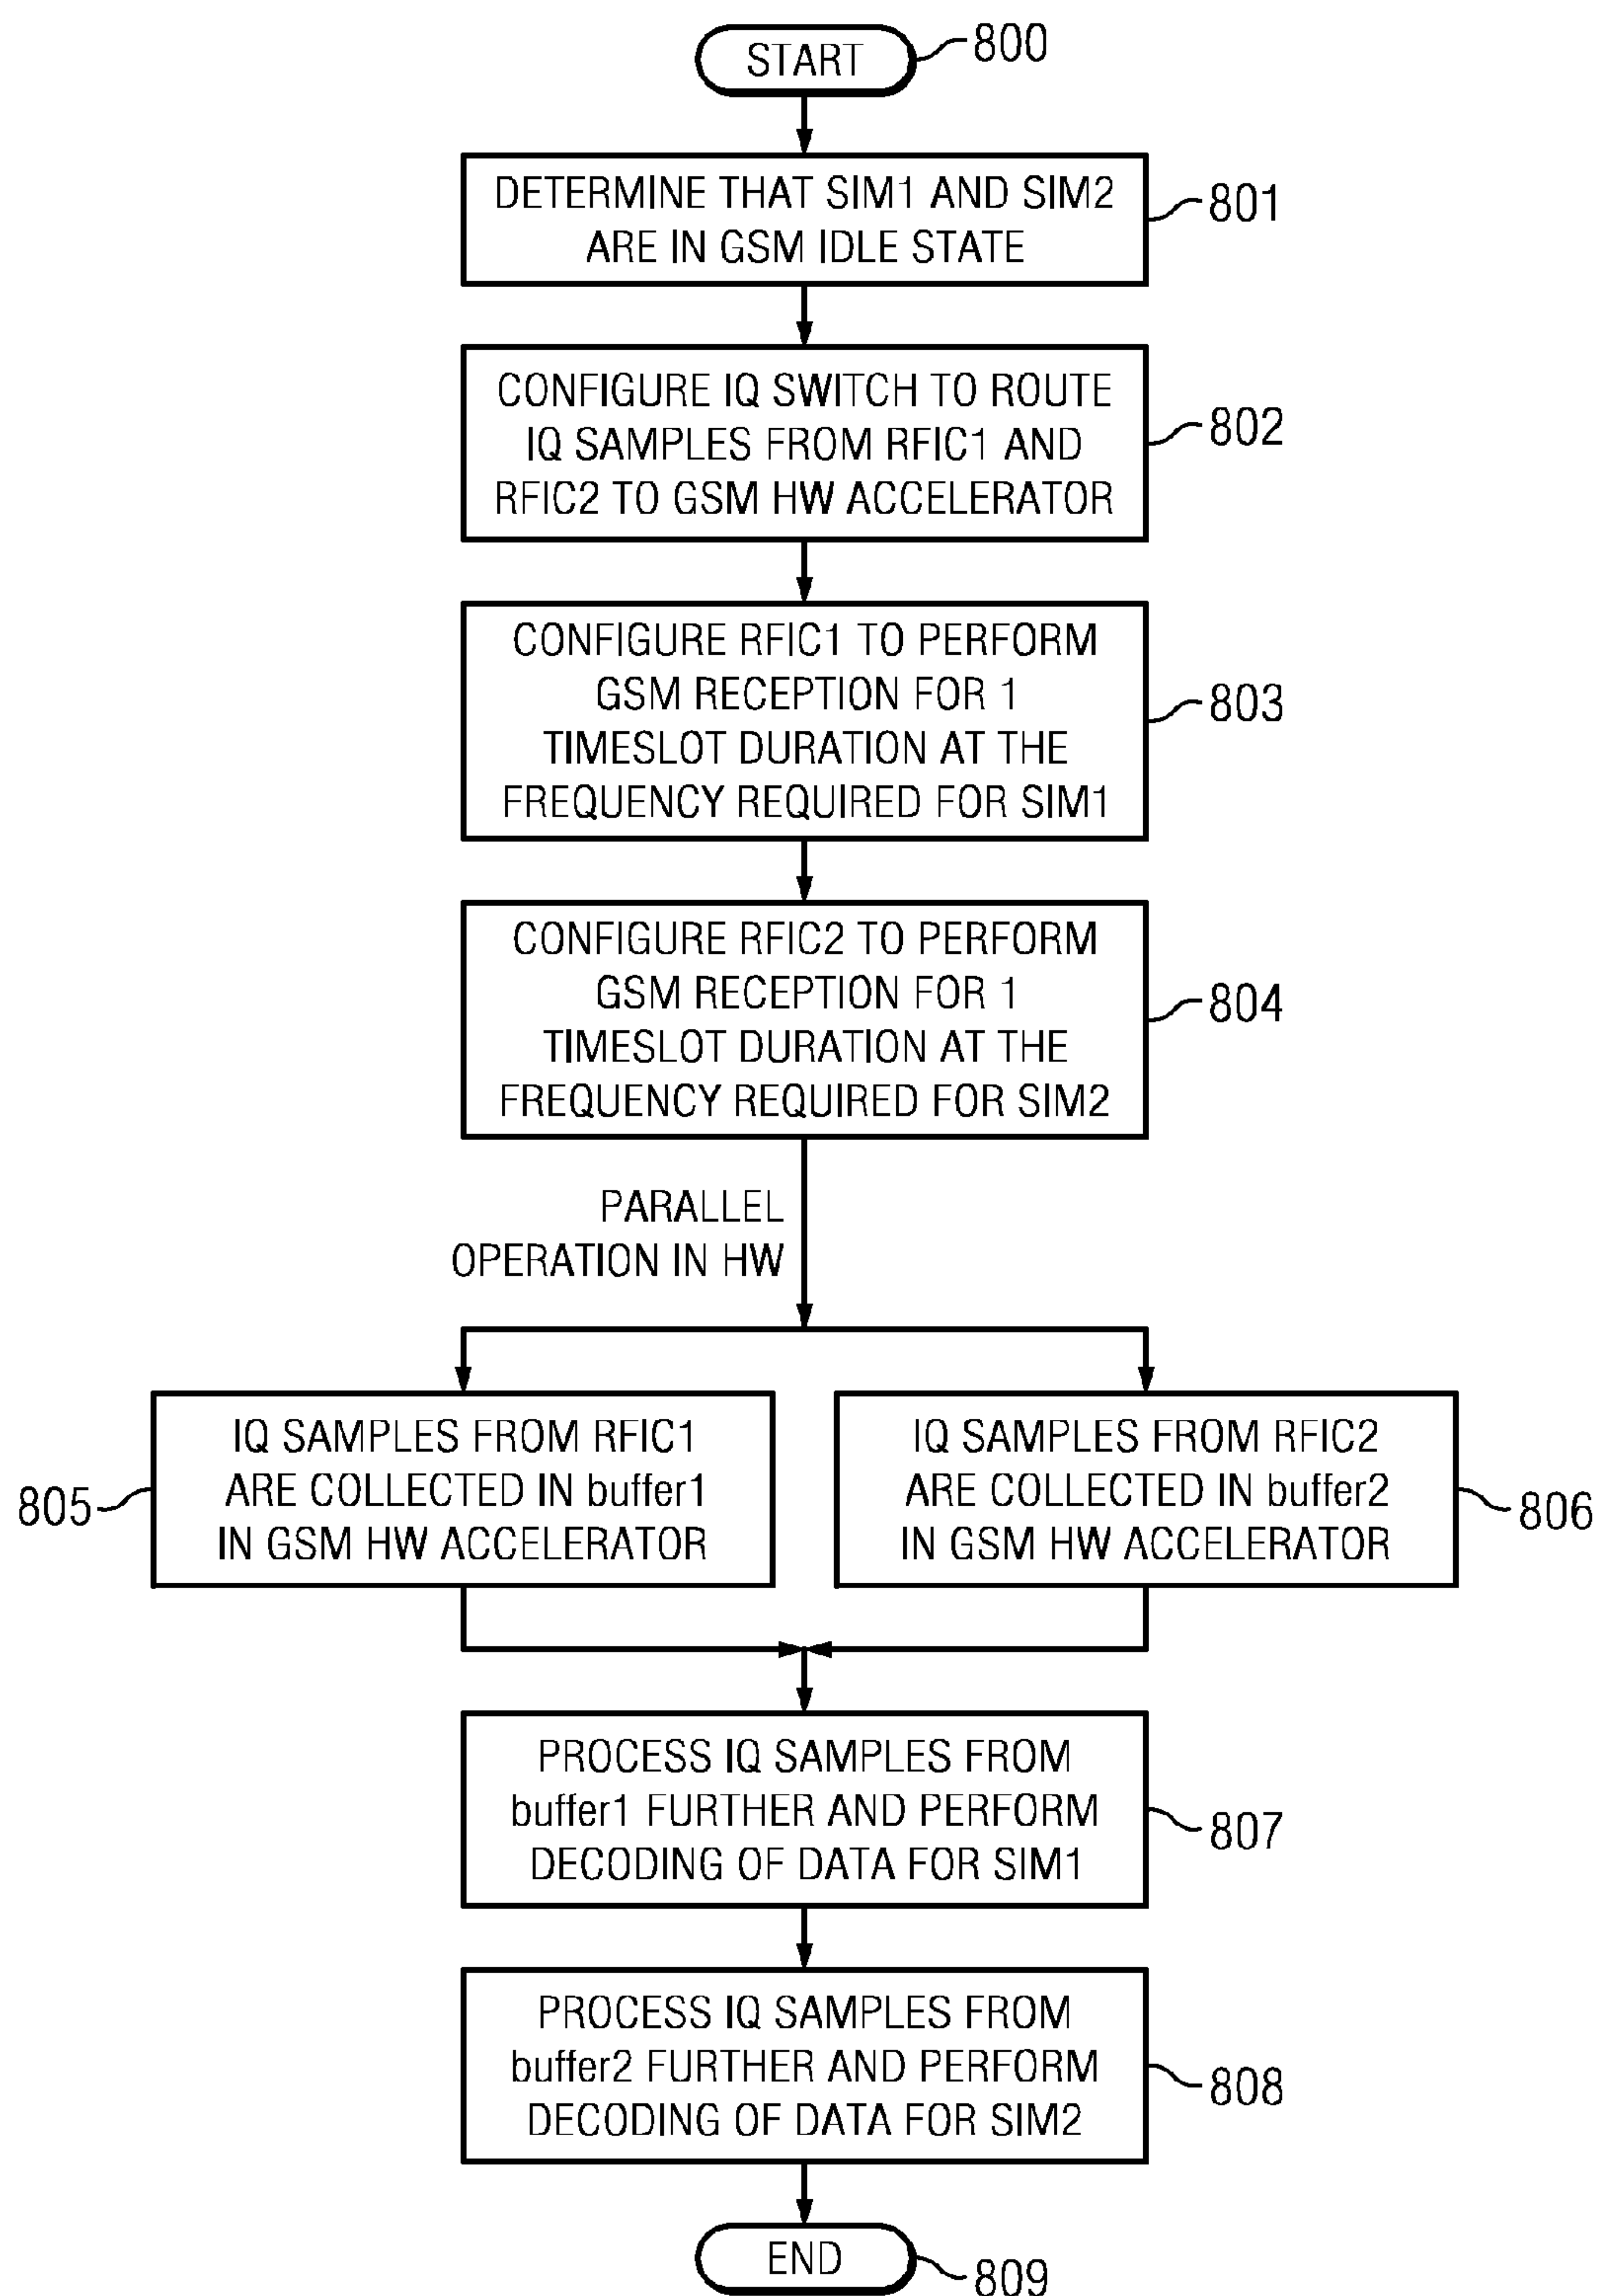 START
800
DETERMINE THAT SIM1 AND SIM2
ARE IN GSM IDLE STATE
801
CONFIGURE IQ SWITCH TO ROUTE
IQ SAMPLES FROM RFIC1 AND
RFIC2 TO GSM HW ACCELERATOR
802
CONFIGURE RFIC1 TO PERFORM
GSM RECEPTION FOR 1
TIMESLOT DURATION AT THE
FREQUENCY REQUIRED FOR SIM1
803
CONFIGURE RFIC2 TO PERFORM
GSM RECEPTION FOR 1
TIMESLOT DURATION AT THE
FREQUENCY REQUIRED FOR SIM2
804
PARALLEL
OPERATION IN HW
IQ SAMPLES FROM RFIC1
ARE COLLECTED IN buffer1
IN GSM HW ACCELERATOR
805
IQ SAMPLES FROM RFIC2
ARE COLLECTED IN buffer2
IN GSM HW ACCELERATOR
806
PROCESS IQ SAMPLES FROM
buffer1 FURTHER AND PERFORM
DECODING OF DATA FOR SIM1
807
PROCESS IQ SAMPLES FROM
buffer2 FURTHER AND PERFORM
DECODING OF DATA FOR SIM2
808
END
809